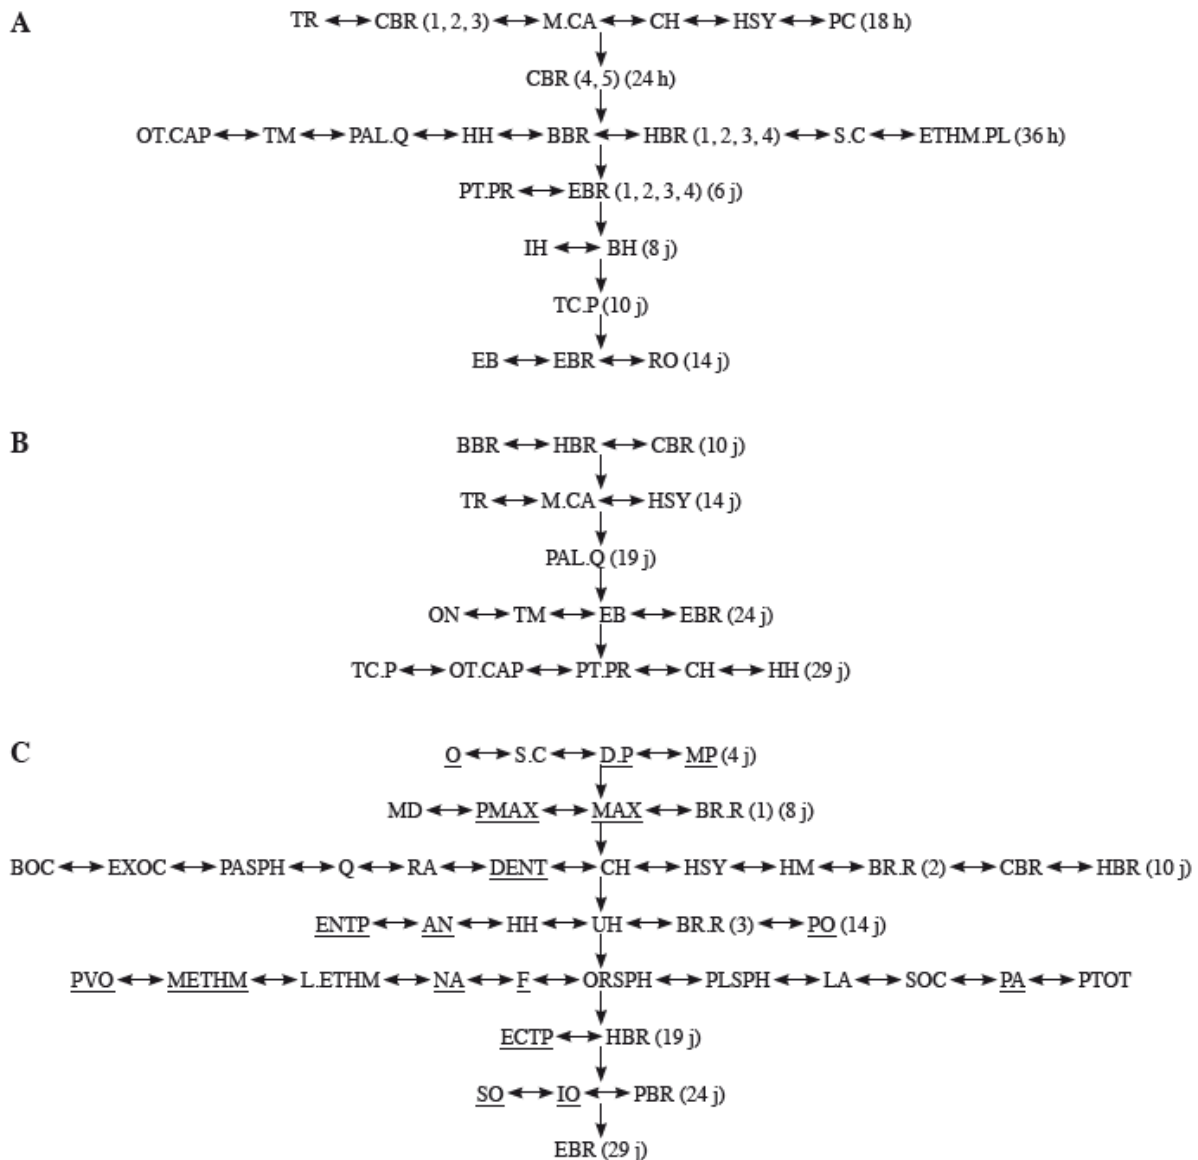 A
TR ↔ CBR (1, 2, 3) ↔ M.CA ↔ CH ↔ HSY ↔ PC (18 h)
CBR (4, 5) (24 h)
OT.CAP ↔ TM ↔ PAL.Q ↔ HH ↔ BBR ↔ HBR (1, 2, 3, 4) ↔ S.C ↔ ETHM.PL (36 h)
PT.PR ↔ EBR (1, 2, 3, 4) (6 j)
IH ↔ BH (8 j)
TC.P (10 j)
EB ↔ EBR ↔ RO (14 j)
B
BBR ↔ HBR ↔ CBR (10 j)
TR ↔ M.CA ↔ HSY (14 j)
PAL.Q (19 j)
ON ↔ TM ↔ EB ↔ EBR (24 j)
TC.P ↔ OT.CAP ↔ PT.PR ↔ CH ↔ HH (29 j)
C
O ↔ S.C ↔ D.P ↔ MP (4 j)
MD ↔ PMAX ↔ MAX ↔ BR.R (1) (8 j)
BOC ↔ EXOC ↔ PASPH ↔ Q ↔ RA ↔ DENT ↔ CH ↔ HSY ↔ HM ↔ BR.R (2) ↔ CBR ↔ HBR (10 j)
ENTP ↔ AN ↔ HH ↔ UH ↔ BR.R (3) ↔ PO (14 j)
PVO ↔ METHM ↔ L.ETHM ↔ NA ↔ F ↔ ORSPH ↔ PLSPH ↔ LA ↔ SOC ↔ PA ↔ PTOT
ECTP ↔ HBR (19 j)
SO ↔ IO ↔ PBR (24 j)
EBR (29 j)